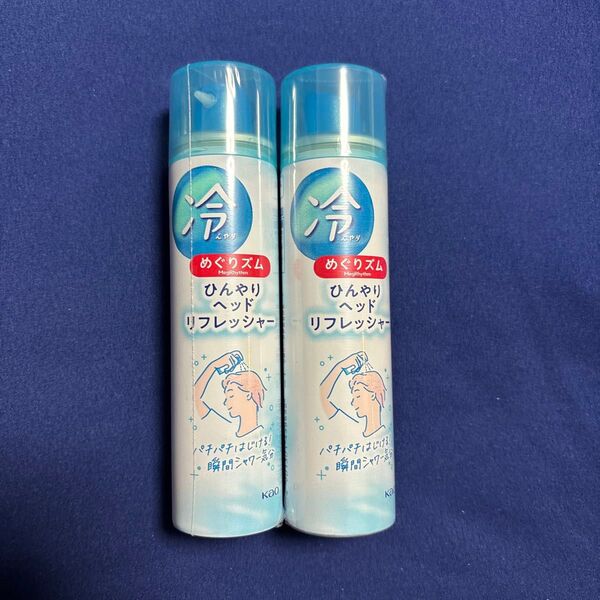 冷
んやり
めぐりズム
MegRhythm
ひんやり
ヘッド
リフレッシャー
パチパチはじける!
瞬間シャワー気分
Kao
冷
んやり
めぐりズム
MegRhythm
ひんやり
ヘッド
リフレッシャー
パチパチはじける!
瞬間シャワー気分
Kao